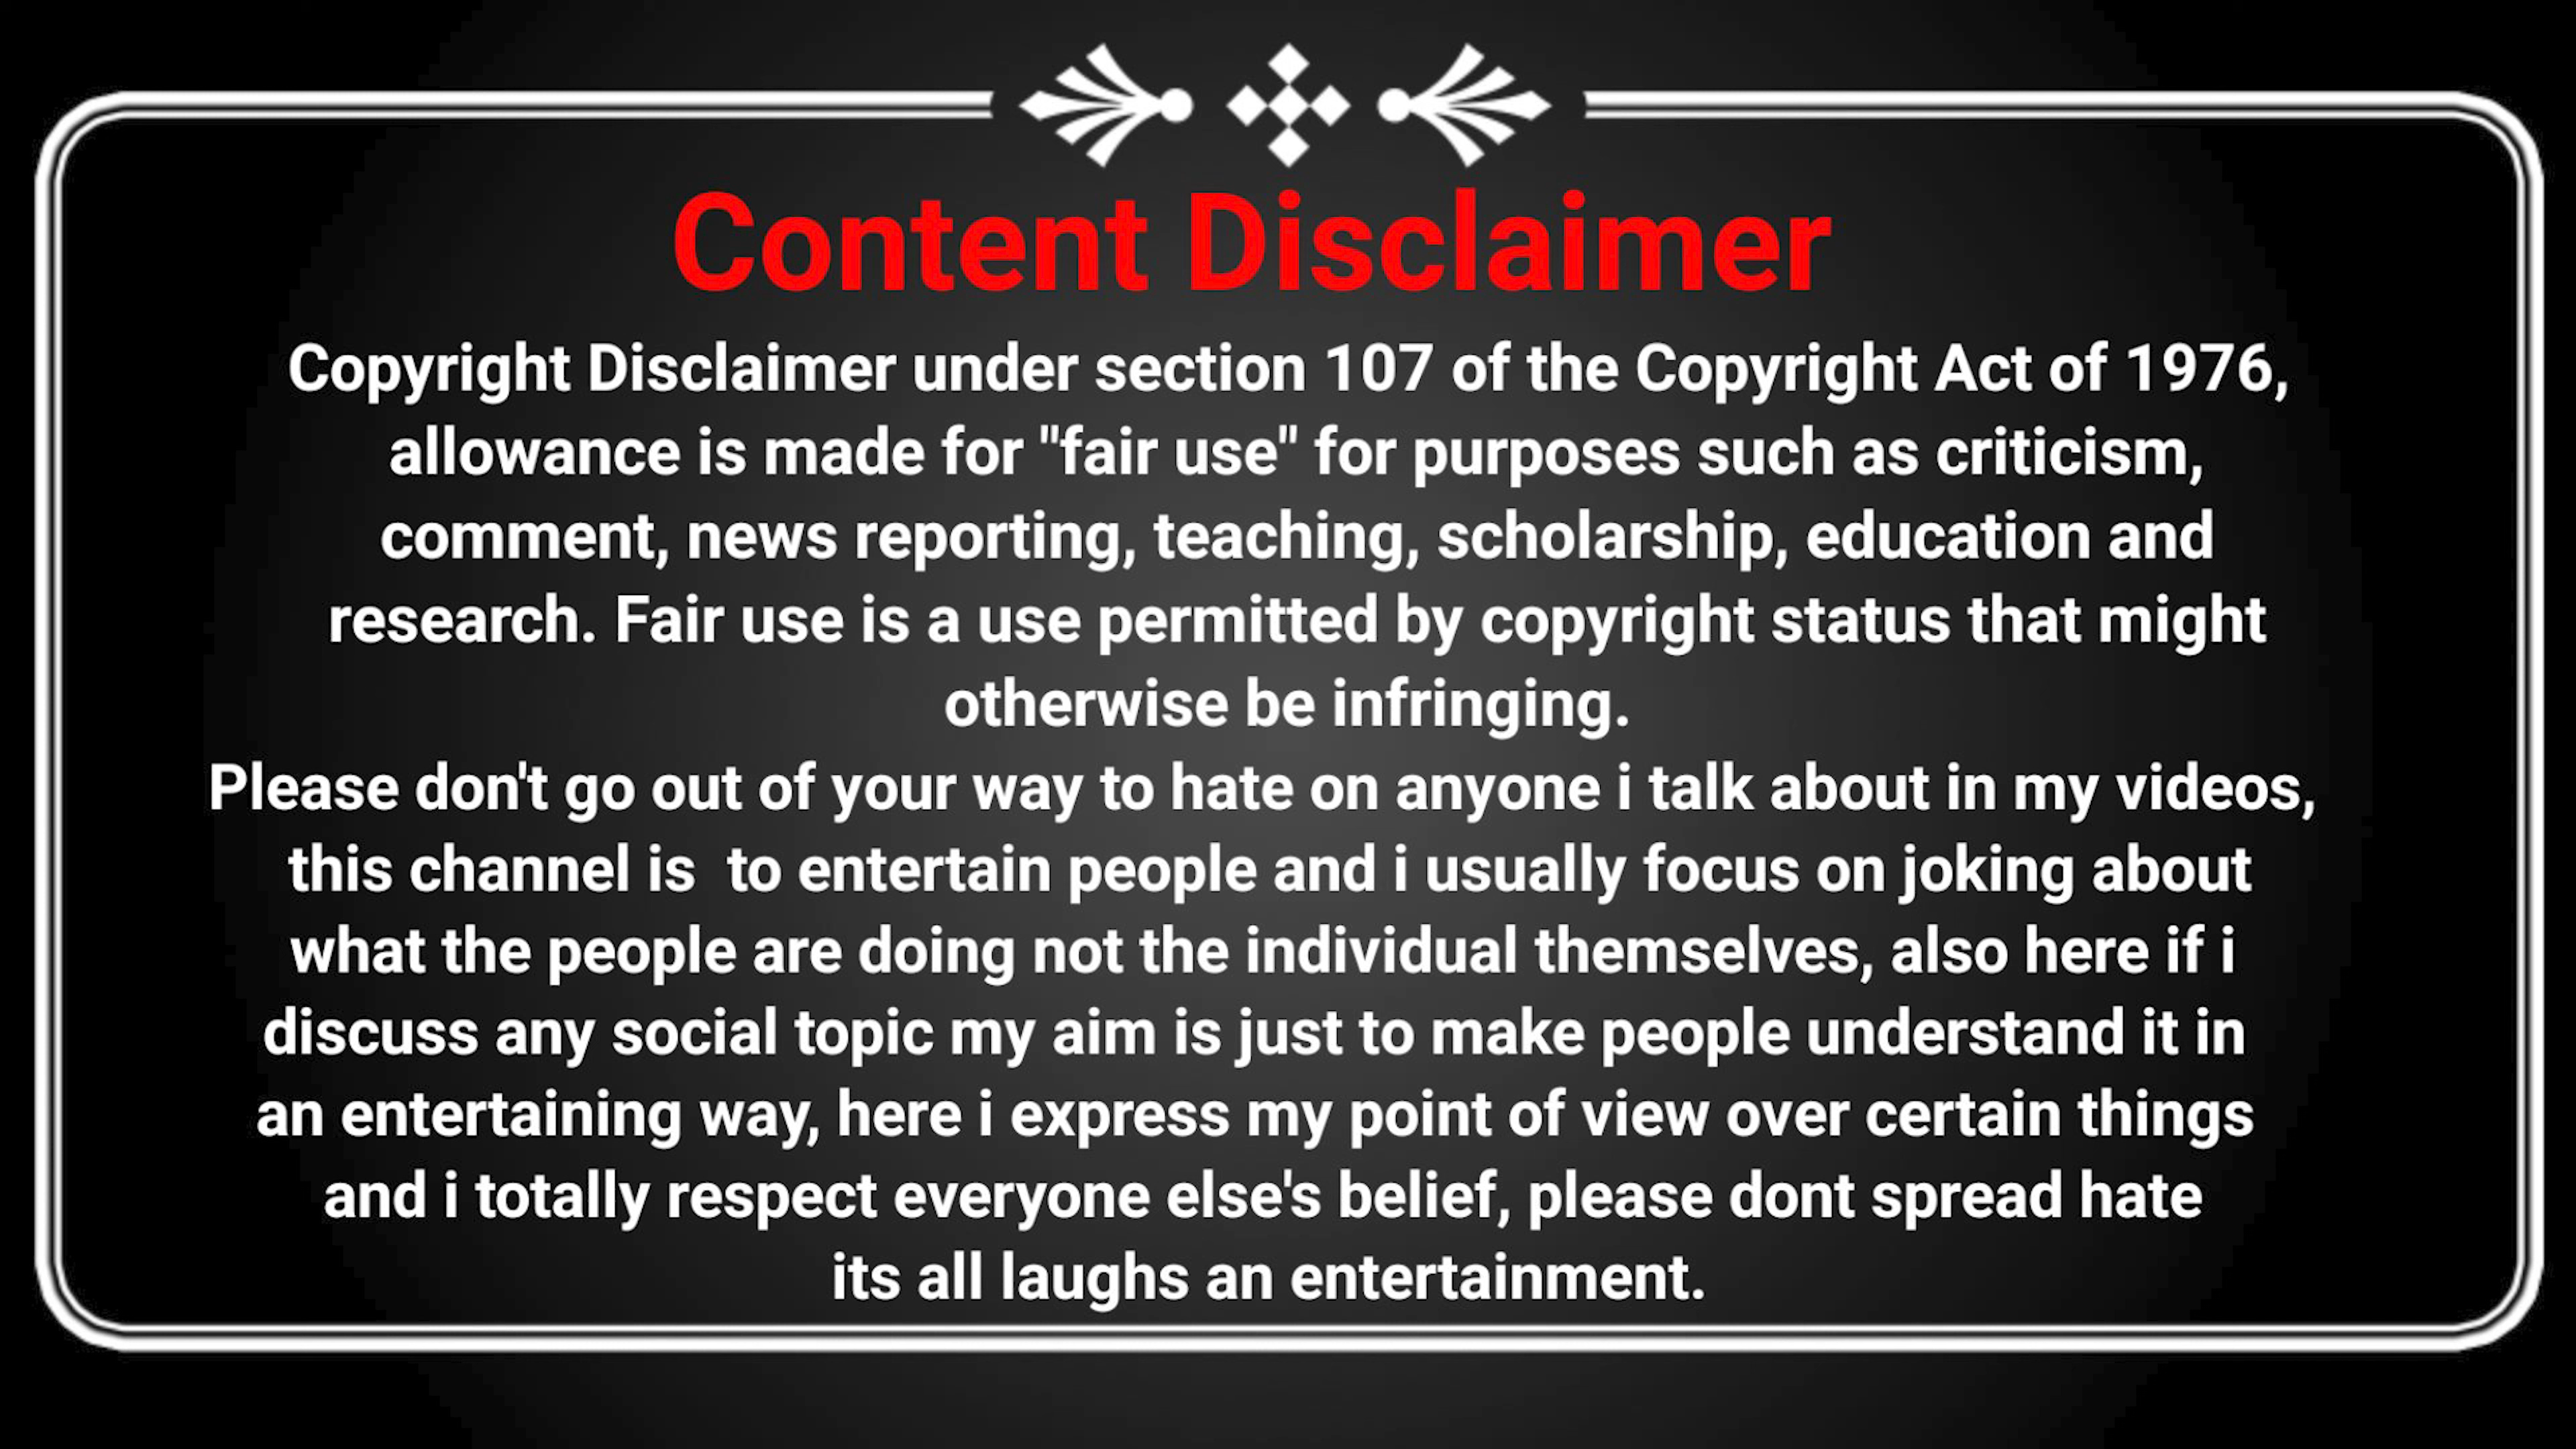 Content Disclaimer
Copyright Disclaimer under section 107 of the Copyright Act of 1976,
allowance is made for "fair use" for purposes such as criticism,
comment, news reporting, teaching, scholarship, education and
research. Fair use is a use permitted by copyright status that might
otherwise be infringing.
Please don't go out of your way to hate on anyone i talk about in my videos,
this channel is  to entertain people and i usually focus on joking about
what the people are doing not the individual themselves, also here if i
discuss any social topic my aim is just to make people understand it in
an entertaining way, here i express my point of view over certain things
and i totally respect everyone else's belief, please dont spread hate
its all laughs an entertainment.